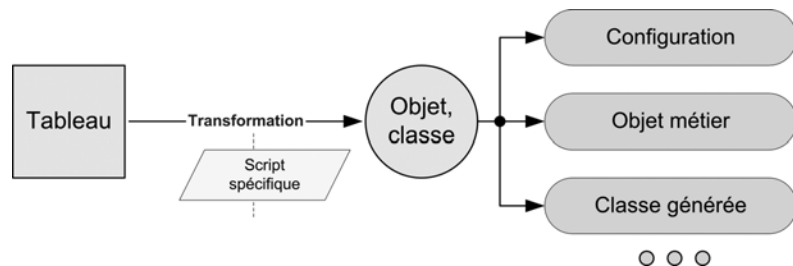 Configuration
Tableau
Transformation
Objet,
classe
Objet métier
Script
spécifique
Classe générée